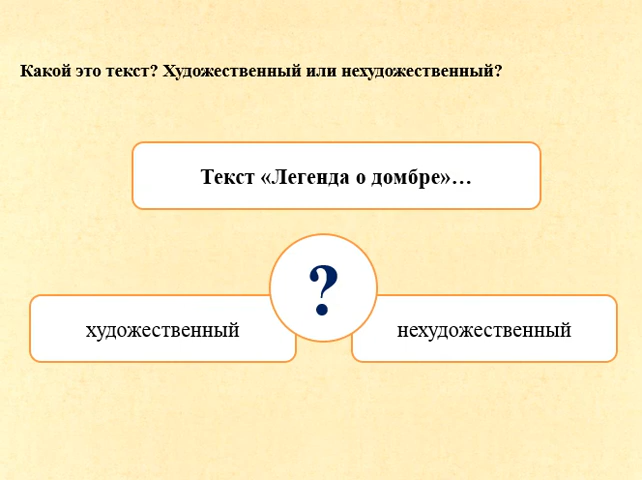 Какой это текст? Художественный или нехудожественный?
Текст «Легенда о домбре»…
?
художественный
нехудожественный